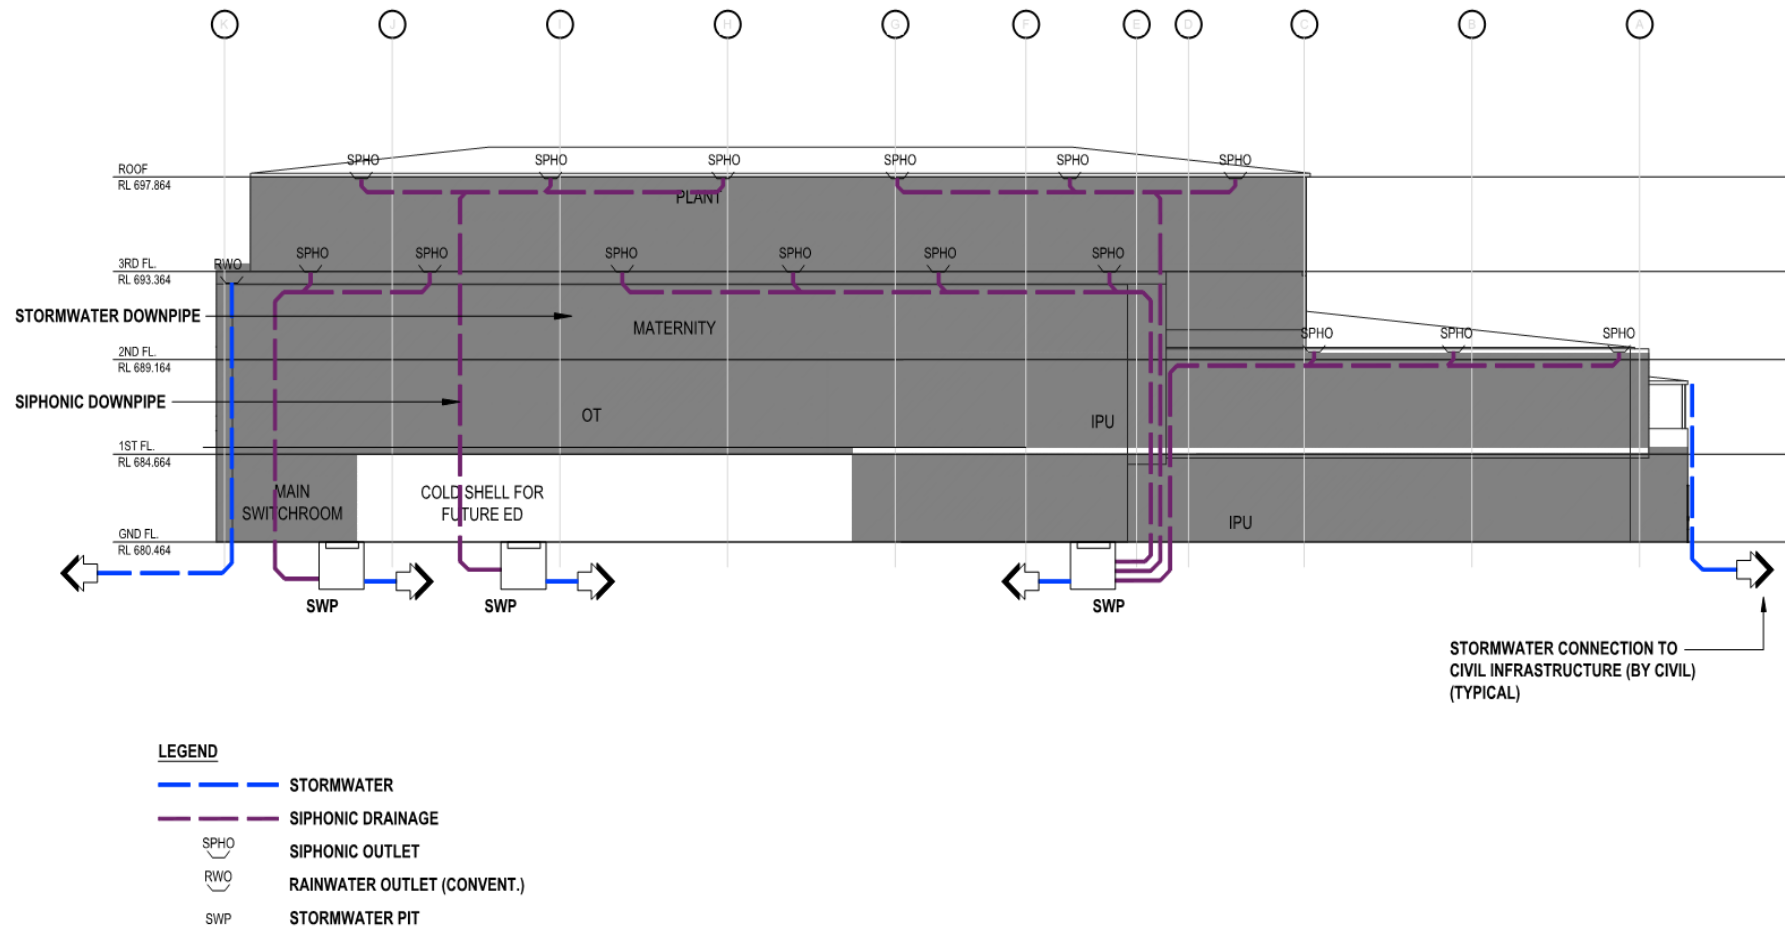 K J I H G F E D C B A
SPHO SPHO SPHO SPHO SPHO SPHO
ROOF
RL 697.864
PLANT
3RD FL.
RL 693.364
RWO SPHO SPHO SPHO SPHO SPHO SPHO
STORMWATER DOWNPIPE
MATERNITY
SPHO SPHO SPHO
2ND FL.
RL 689.164
SIPHONIC DOWNPIPE
OT
IPU
1ST FL.
RL 684.664
MAIN
SWITCHROOM
COLD SHELL FOR
FUTURE ED
IPU
GND FL.
RL 680.464
SWP SWP SWP
STORMWATER CONNECTION TO
CIVIL INFRASTRUCTURE (BY CIVIL)
(TYPICAL)
LEGEND
STORMWATER
SIPHONIC DRAINAGE
SPHO SIPHONIC OUTLET
RWO RAINWATER OUTLET (CONVENT.)
SWP STORMWATER PIT